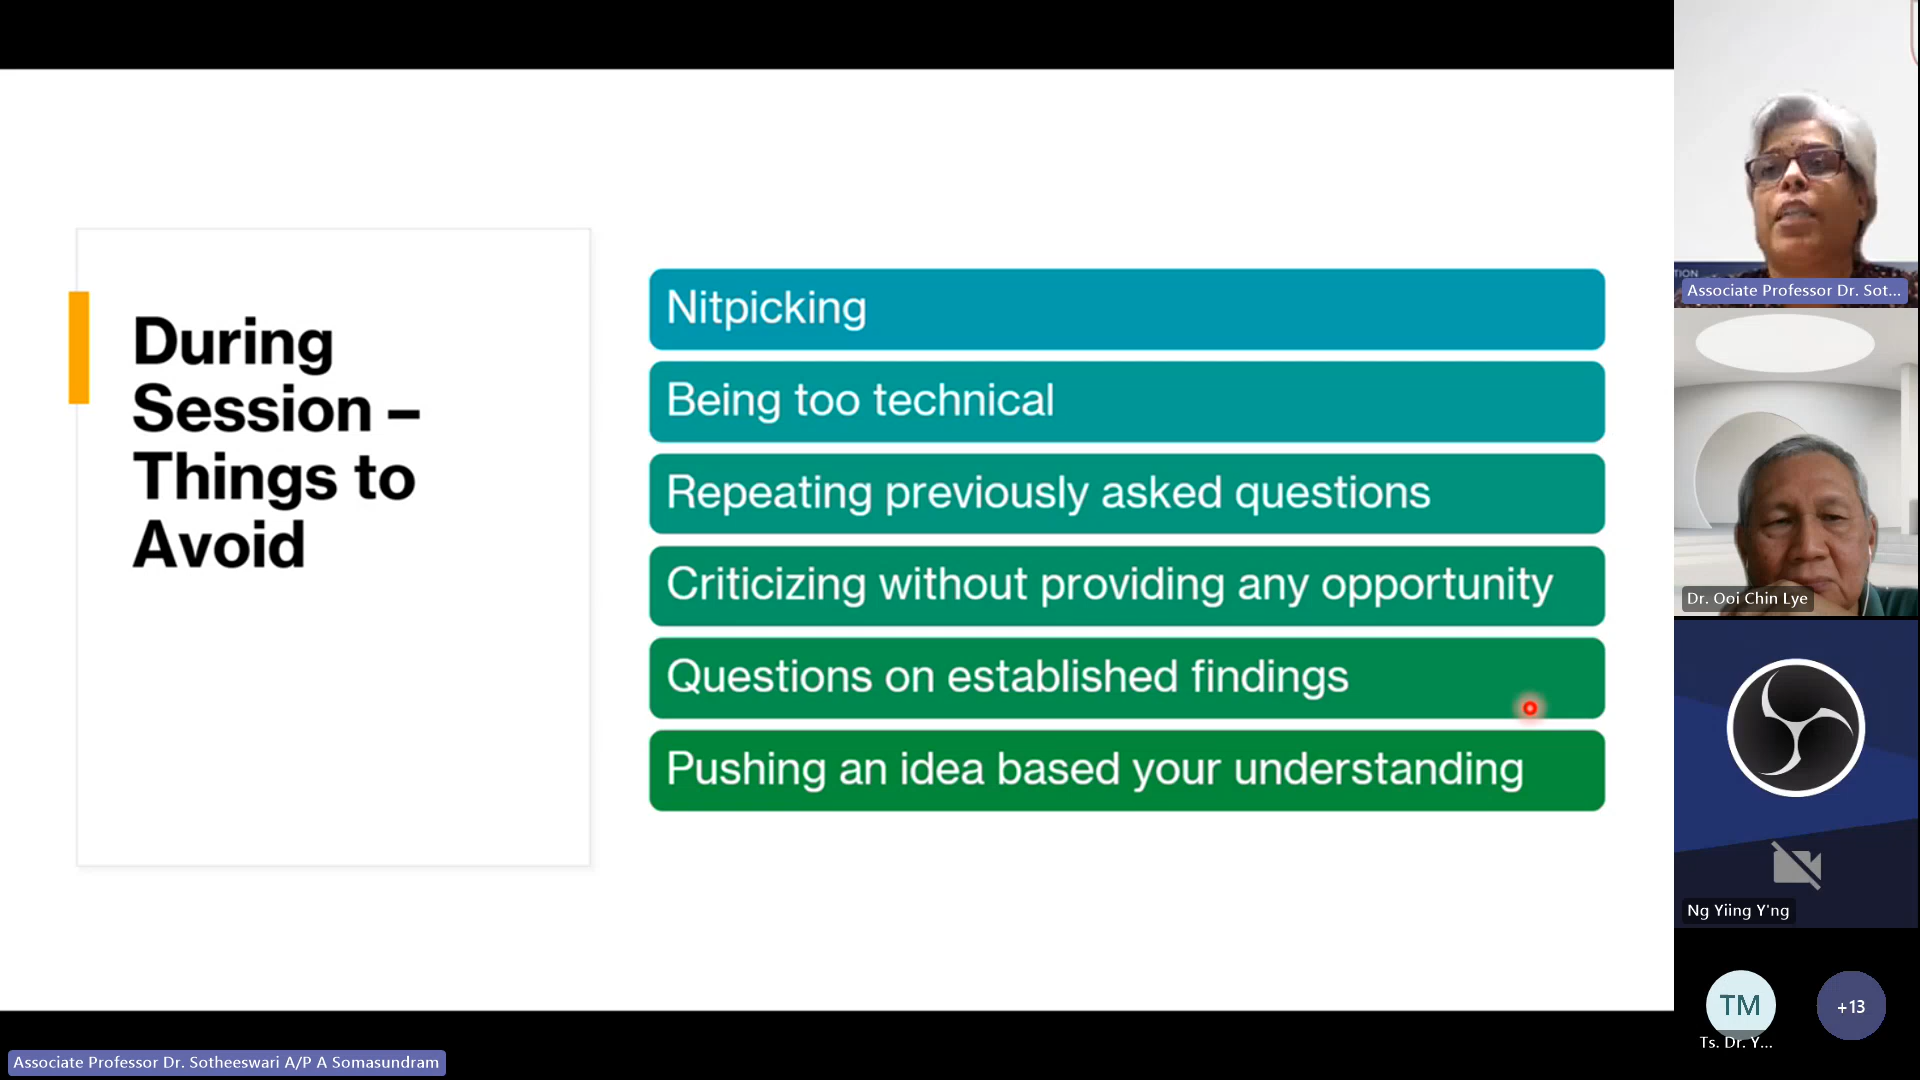 During
Session –
Things to
Avoid
Nitpicking
Being too technical
Repeating previously asked questions
Criticizing without providing any opportunity
Questions on established findings
Pushing an idea based your understanding
TION
Associate Professor Dr. Sot...
Dr. Ooi Chin Lye
Ng Yiing Y'ng
TM
+13
Ts. Dr. Y...
Associate Professor Dr. Sotheeswari A/P A Somasundram